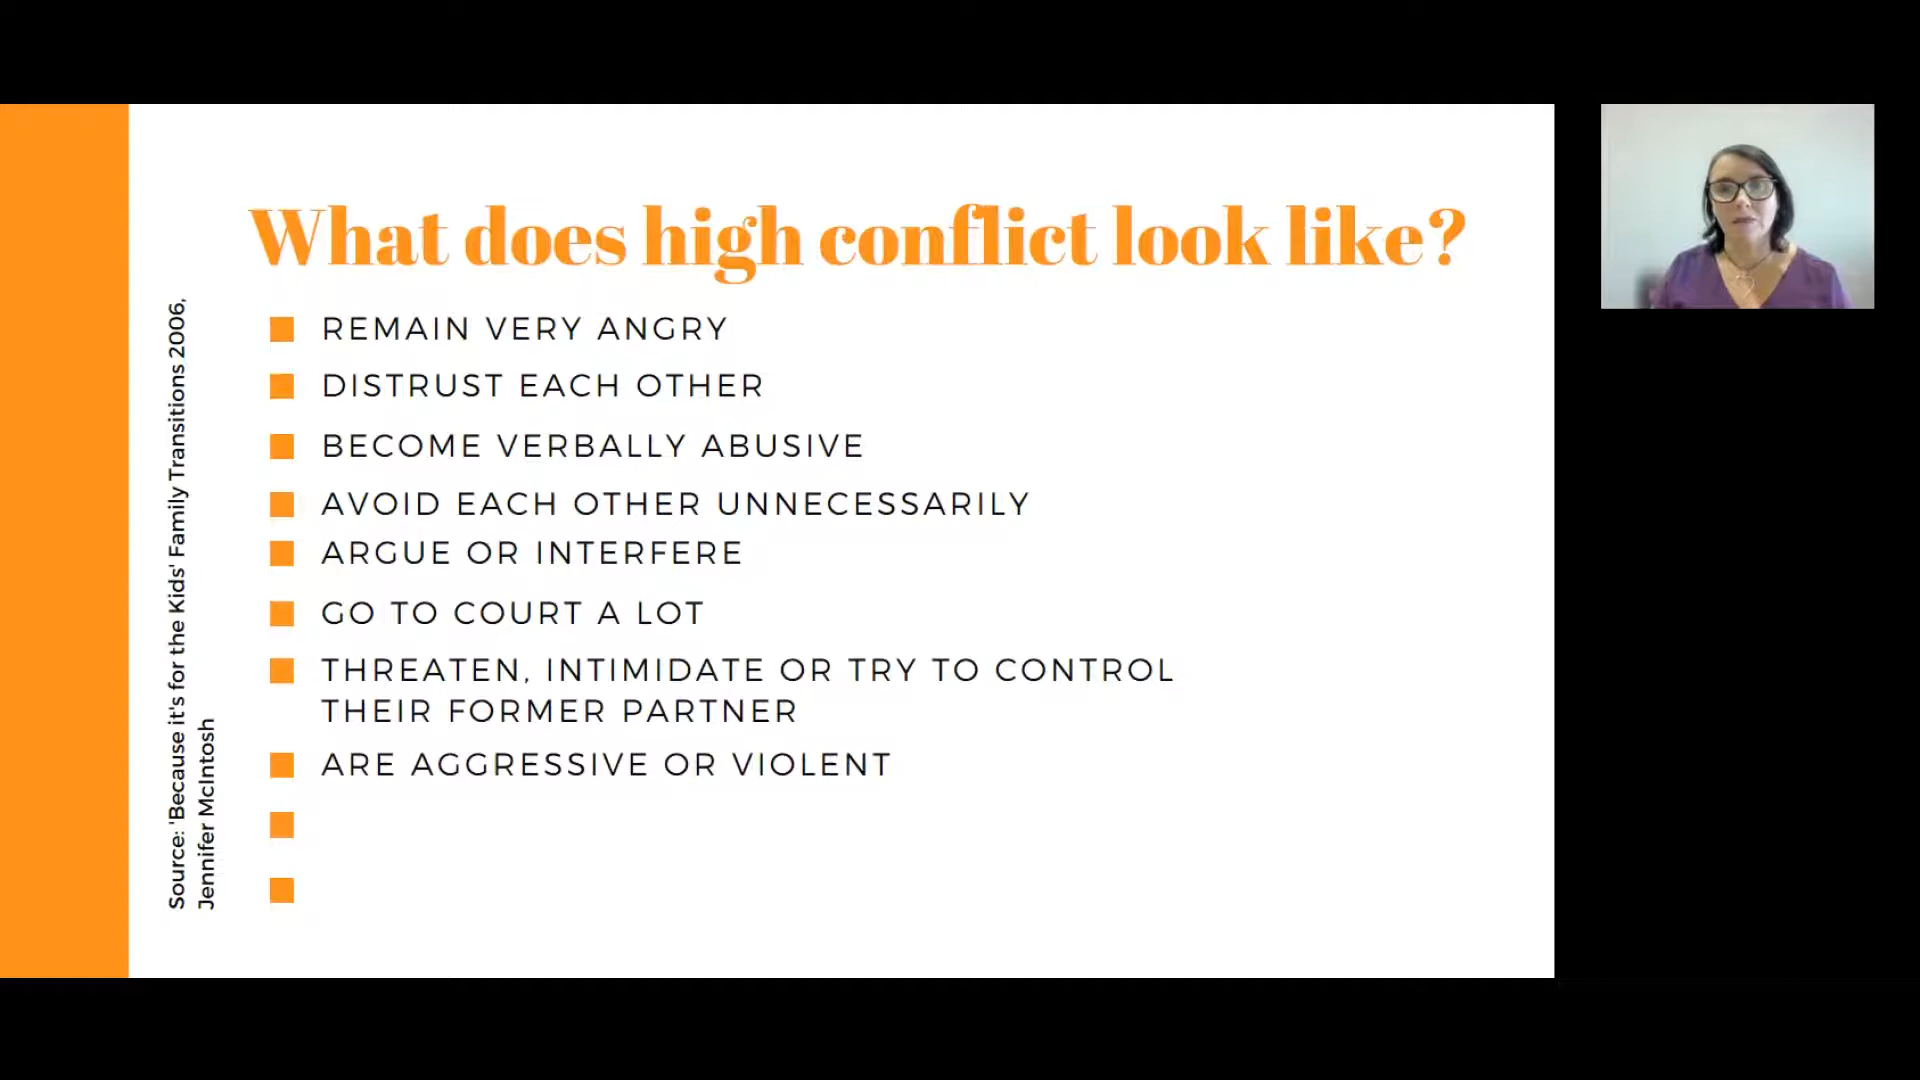 What does high conflict look like?
REMAIN VERY ANGRY
DISTRUST EACH OTHER
BECOME VERBALLY ABUSIVE
AVOID EACH OTHER UNNECESSARILY
ARGUE OR INTERFERE
GO TO COURT A LOT
THREATEN, INTIMIDATE OR TRY TO CONTROL
THEIR FORMER PARTNER
ARE AGGRESSIVE OR VIOLENT
Source: 'Because it's for the Kids' Family Transitions 2006,
Jennifer McIntosh